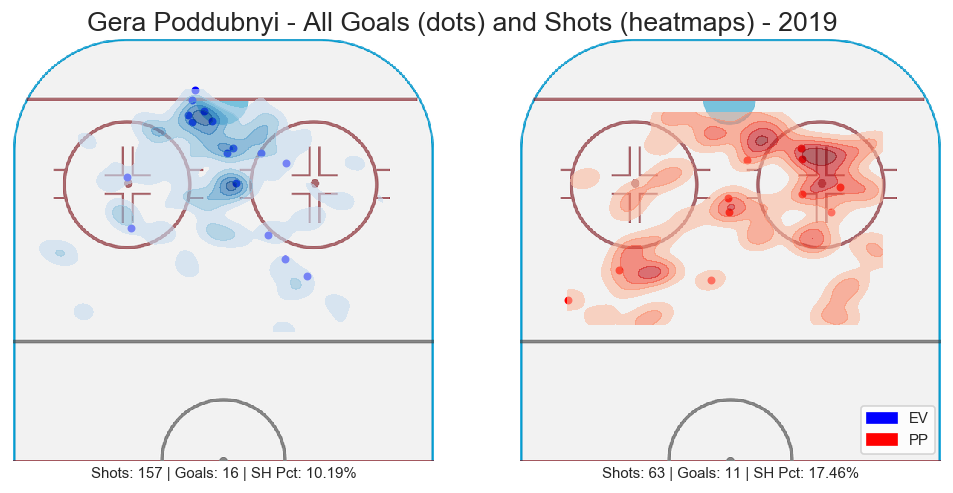 Gera Poddubnyi - All Goals (dots) and Shots (heatmaps) - 2019
EV
PP
Shots: 157 | Goals: 16 | SH Pct: 10.19%
Shots: 63 | Goals: 11 | SH Pct: 17.46%